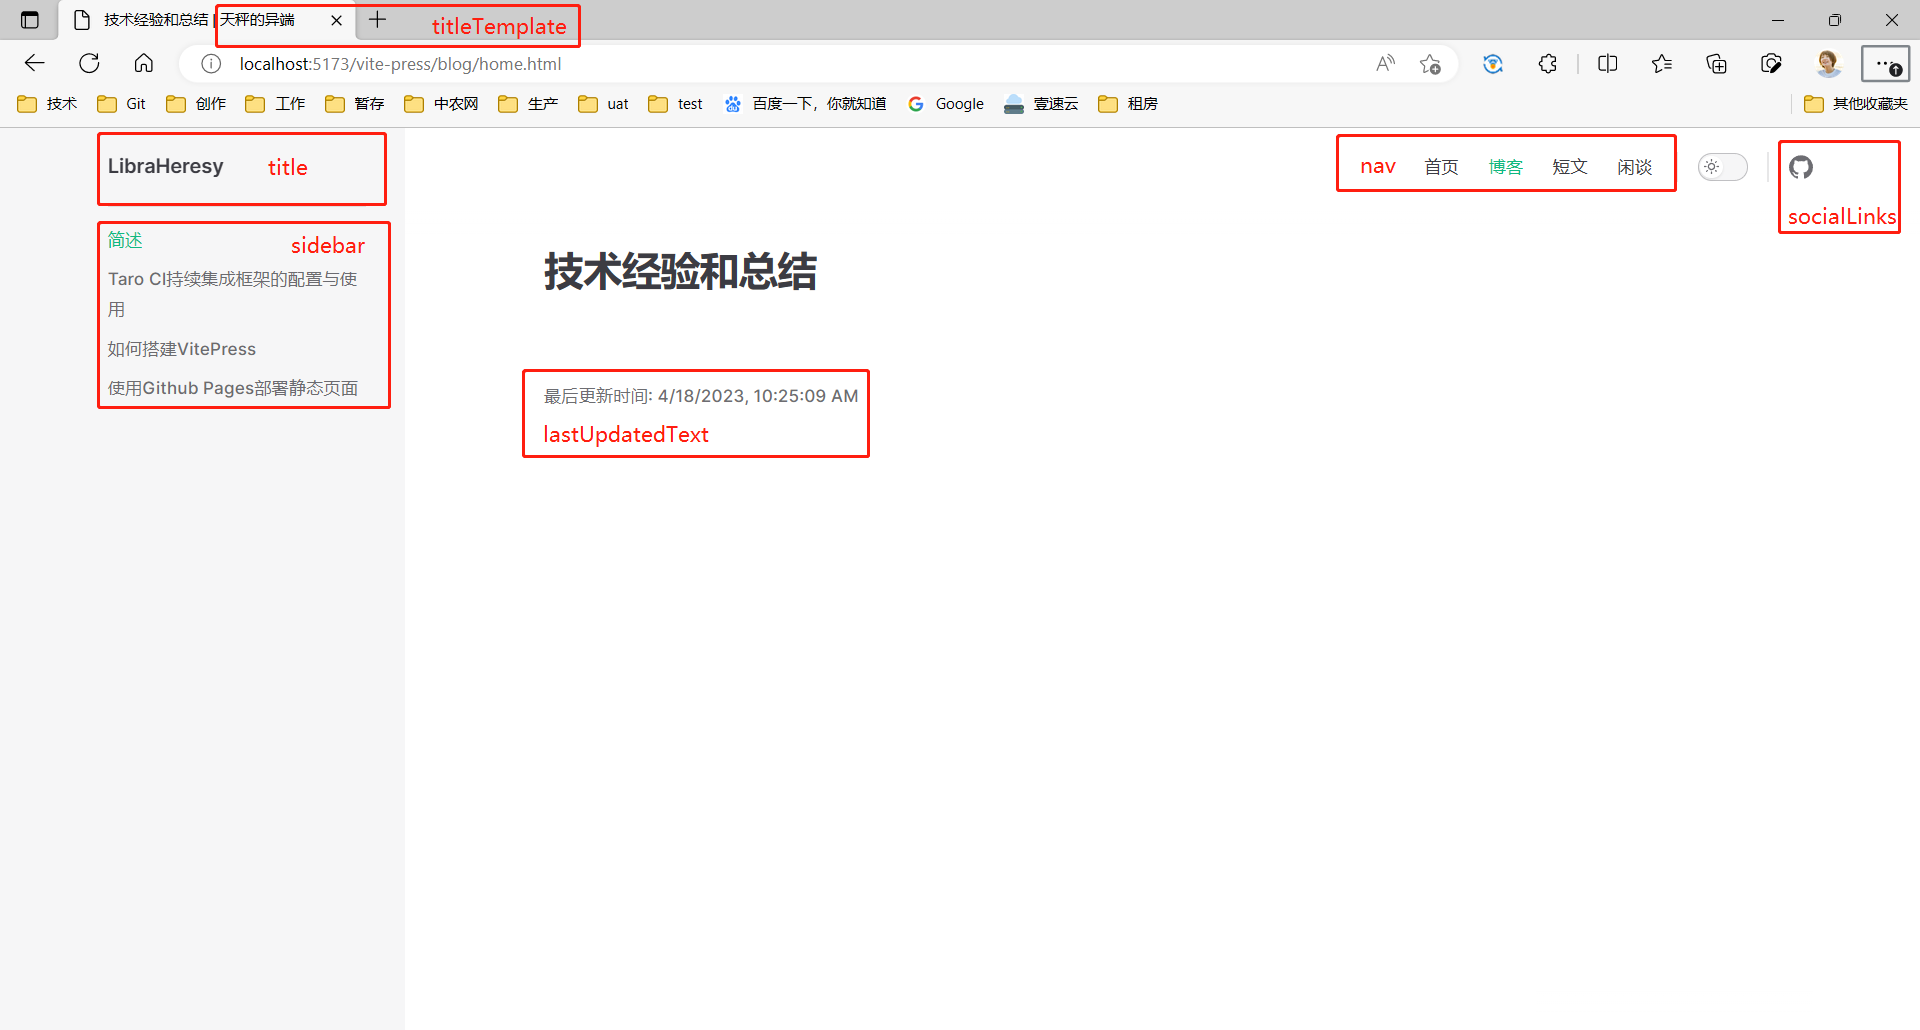 技术经验和总结 | 天秤的异端
titleTemplate
localhost:5173/vite-press/blog/home.html
技术 Git 创作 工作 暂存 中农网 生产 uat test 百度一下，你就知道 Google 壹速云 租房 其他收藏夹
LibraHeresy title
nav 首页 博客 短文 闲谈
socialLinks
简述
sidebar
Taro CI持续集成框架的配置与使
用
如何搭建VitePress
使用Github Pages部署静态页面
技术经验和总结
最后更新时间: 4/18/2023, 10:25:09 AM
lastUpdatedText